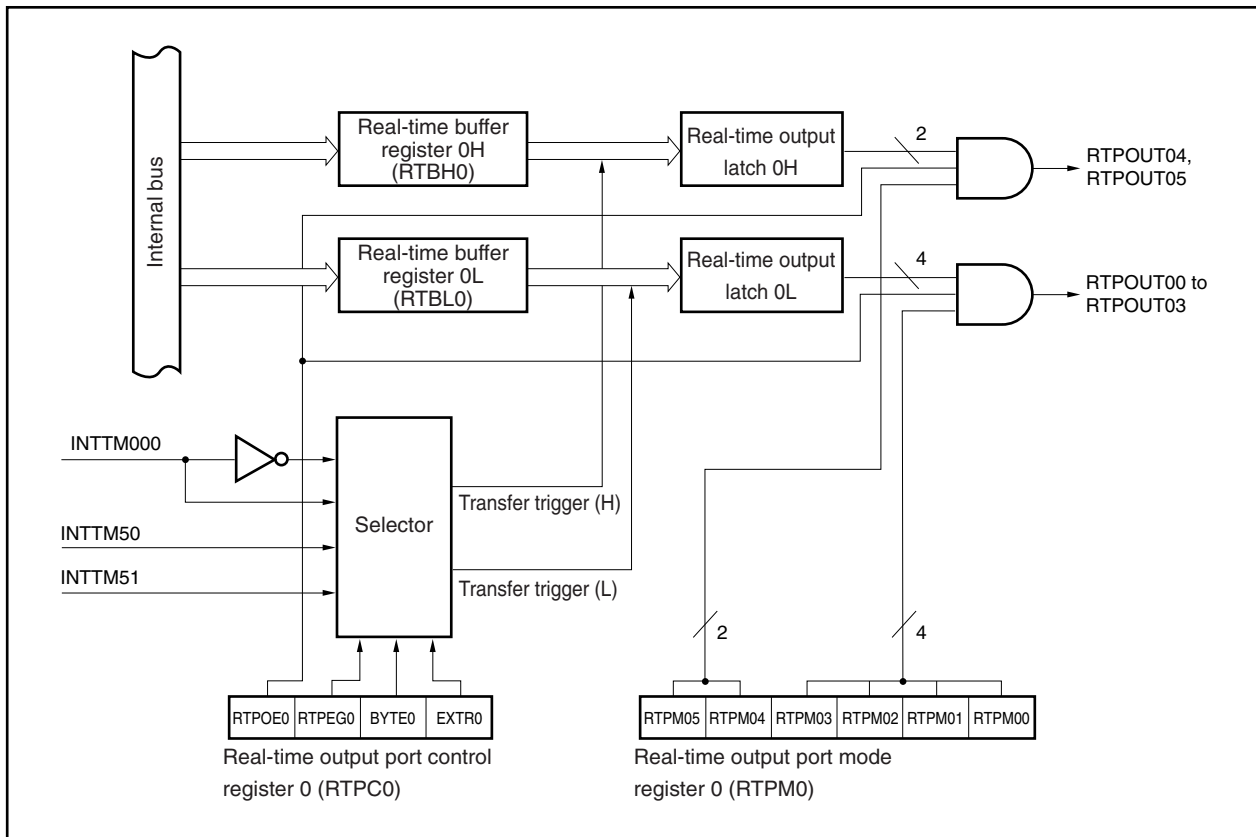 Internal bus
Real-time buffer
register 0H
(RTBH0)
Real-time output
latch 0H
2
RTPOUT04,
RTPOUT05
Real-time buffer
register 0L
(RTBL0)
Real-time output
latch 0L
4
RTPOUT00 to
RTPOUT03
INTTM000
INTTM50
INTTM51
Selector
Transfer trigger (H)
Transfer trigger (L)
2
4
RTPOE0 RTPEG0 BYTE0 EXTR0
Real-time output port control
register 0 (RTPC0)
RTPM05 RTPM04 RTPM03 RTPM02 RTPM01 RTPM00
Real-time output port mode
register 0 (RTPM0)